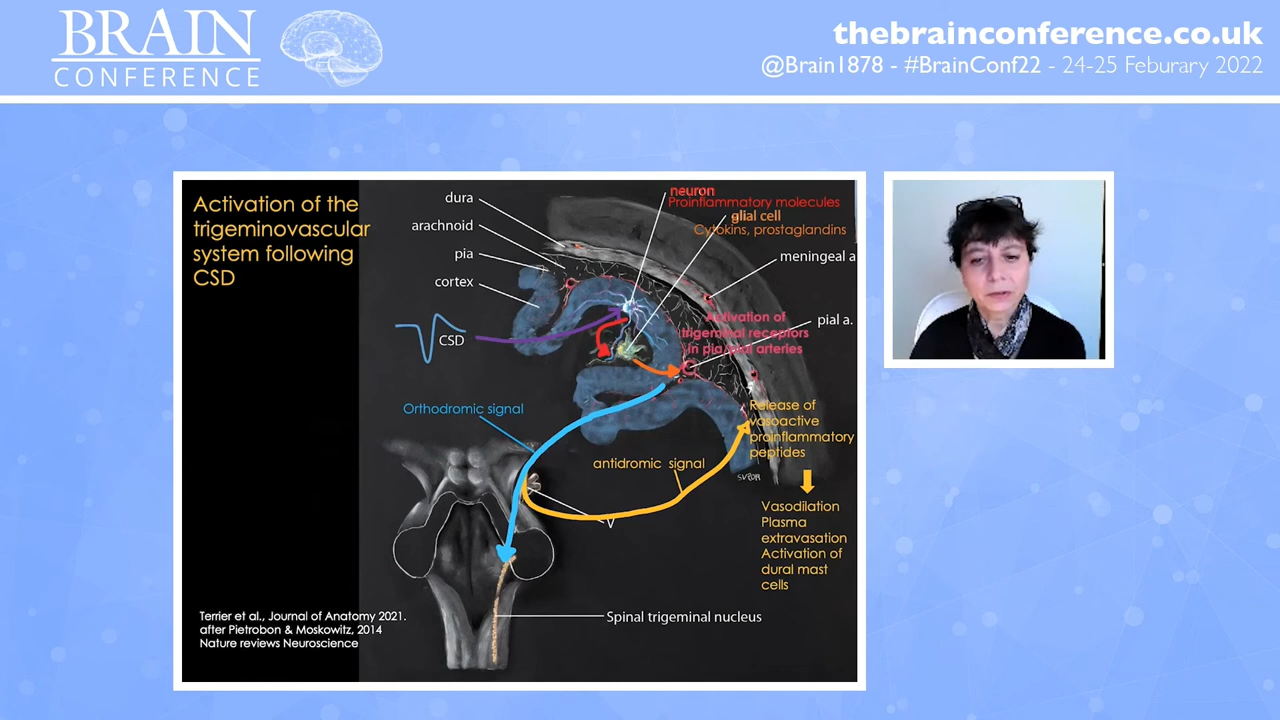 BRAIN
CONFERENCE
thebrainconference.co.uk
@Brain1878 - #BrainConf22 - 24-25 Feburary 2022
Activation of the
trigeminovascular
system following
CSD
dura
arachnoid
pia
cortex
CSD
neuron
Proinflammatory molecules
glial cell
Cytokins, prostaglandins
meningeal a
pial a.
Activation of
trigeminal receptors
in pia arteries
Orthodromic signal
antidromic signal
Release of
vasoactive
proinflammatory
peptides
Vasodilation
Plasma
extravasation
Activation of
dural mast
cells
V
Spinal trigeminal nucleus
Terrier et al., Journal of Anatomy 2021.
after Pietrobon & Moskowitz, 2014
Nature reviews Neuroscience